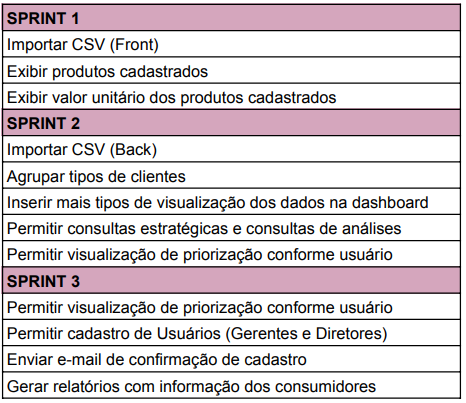 SPRINT 1
Importar CSV (Front)
Exibir produtos cadastrados
Exibir valor unitário dos produtos cadastrados
SPRINT 2
Importar CSV (Back)
Agrupar tipos de clientes
Inserir mais tipos de visualização dos dados na dashboard
Permitir consultas estratégicas e consultas de análises
Permitir visualização de priorização conforme usuário
SPRINT 3
Permitir visualização de priorização conforme usuário
Permitir cadastro de Usuários (Gerentes e Diretores)
Enviar e-mail de confirmação de cadastro
Gerar relatórios com informação dos consumidores